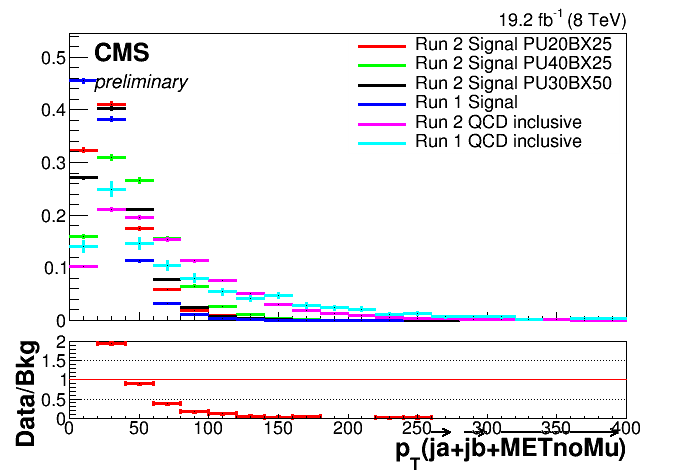 19.2 fb-1 (8 TeV)
CMS
preliminary
Run 2 Signal PU20BX25
Run 2 Signal PU40BX25
Run 2 Signal PU30BX50
Run 1 Signal
Run 2 QCD inclusive
Run 1 QCD inclusive
0.5
0.4
0.3
0.2
0.1
0
Data/Bkg
2
1.5
1
0.5
0
0 50 100 150 200 250 300 350 400
pT(ja+jb+METnoMu)